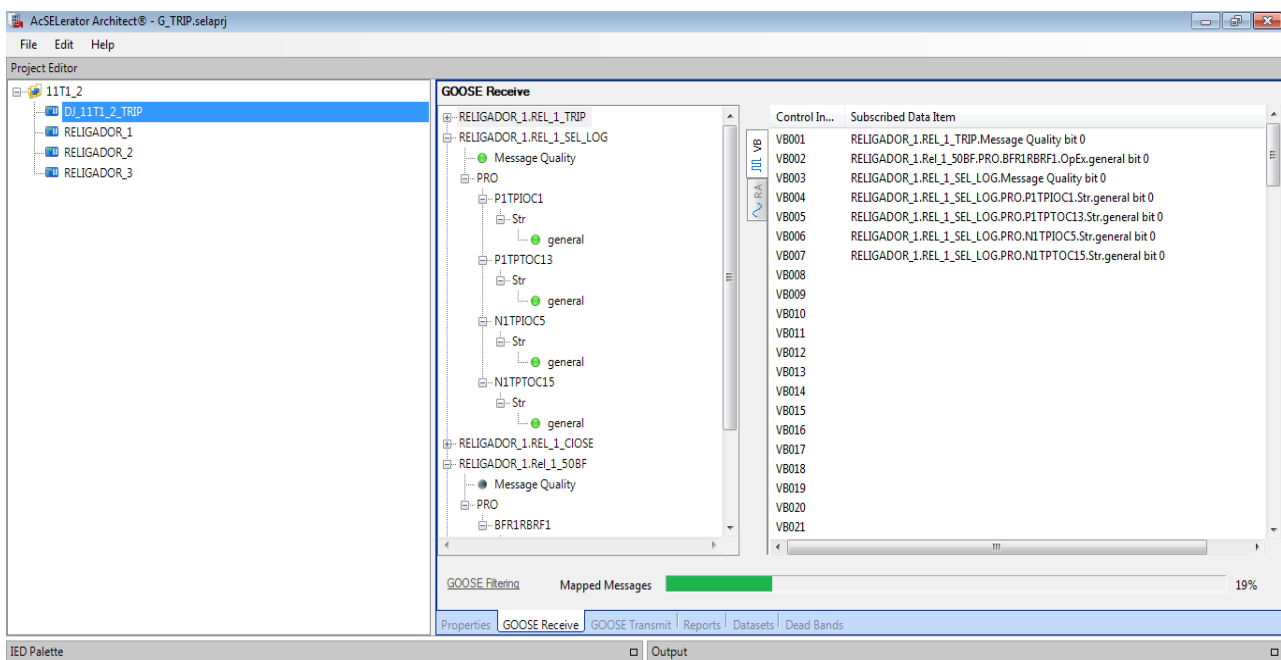 AcSELerator Architect® - G_TRIP.selaprj
File Edit Help
Project Editor
11T1_2
DJ_11T1_2_TRIP
RELIGADOR_1
RELIGADOR_2
RELIGADOR_3
GOOSE Receive
RELIGADOR_1.REL_1_TRIP
RELIGADOR_1.REL_1_SEL_LOG
Message Quality
PRO
P1TPIOC1
Str
general
P1TPTOC13
Str
general
N1TPIOC5
Str
general
N1TPTOC15
Str
general
RELIGADOR_1.REL_1_ClOSE
RELIGADOR_1.Rel_1_50BF
Message Quality
PRO
BFR1RBRF1
VB
RA
Control In... Subscribed Data Item
VB001 RELIGADOR_1.REL_1_TRIP.Message Quality bit 0
VB002 RELIGADOR_1.Rel_1_50BF.PRO.BFR1RBRF1.OpEx.general bit 0
VB003 RELIGADOR_1.REL_1_SEL_LOG.Message Quality bit 0
VB004 RELIGADOR_1.REL_1_SEL_LOG.PRO.P1TPIOC1.Str.general bit 0
VB005 RELIGADOR_1.REL_1_SEL_LOG.PRO.P1TPTOC13.Str.general bit 0
VB006 RELIGADOR_1.REL_1_SEL_LOG.PRO.N1TPIOC5.Str.general bit 0
VB007 RELIGADOR_1.REL_1_SEL_LOG.PRO.N1TPTOC15.Str.general bit 0
VB008
VB009
VB010
VB011
VB012
VB013
VB014
VB015
VB016
VB017
VB018
VB019
VB020
VB021
GOOSE Filtering Mapped Messages 19%
Properties GOOSE Receive GOOSE Transmit Reports Datasets Dead Bands
IED Palette Output